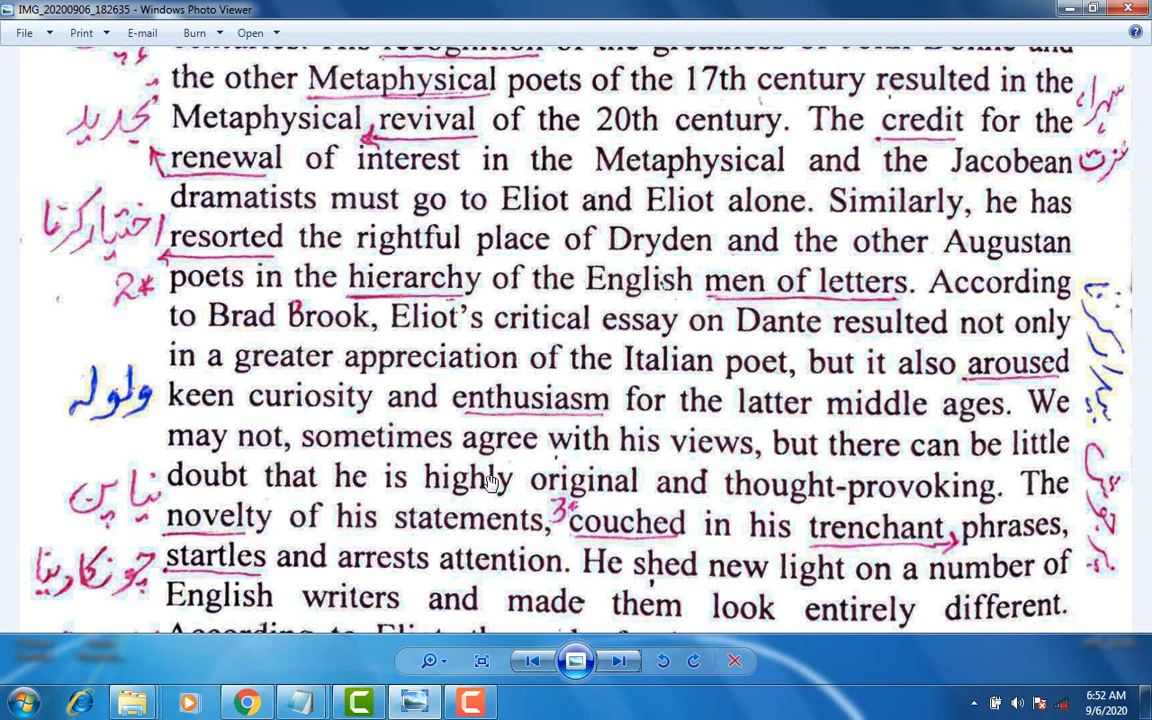 IMG_20200906_182635 - Windows Photo Viewer
File Print E-mail Burn Open
the other Metaphysical poets of the 17th century resulted in the
سہرا
تجدید Metaphysical revival of the 20th century. The credit for the
renewal of interest in the Metaphysical and the Jacobean عزت
dramatists must go to Eliot and Eliot alone. Similarly, he has
اختیار کرنا resorted the rightful place of Dryden and the other Augustan
2* poets in the hierarchy of the English men of letters. According
to Brad Brook, Eliot's critical essay on Dante resulted not only
in a greater appreciation of the Italian poet, but it also aroused
ولولہ keen curiosity and enthusiasm for the latter middle ages. We
may not, sometimes agree with his views, but there can be little
نیا پن doubt that he is highly original and thought-provoking. The
novelty of his statements, 3* couched in his trenchant, phrases,
چونکا دینا startles and arrests attention. He shed new light on a number of
English writers and made them look entirely different.
6:52 AM
9/6/2020